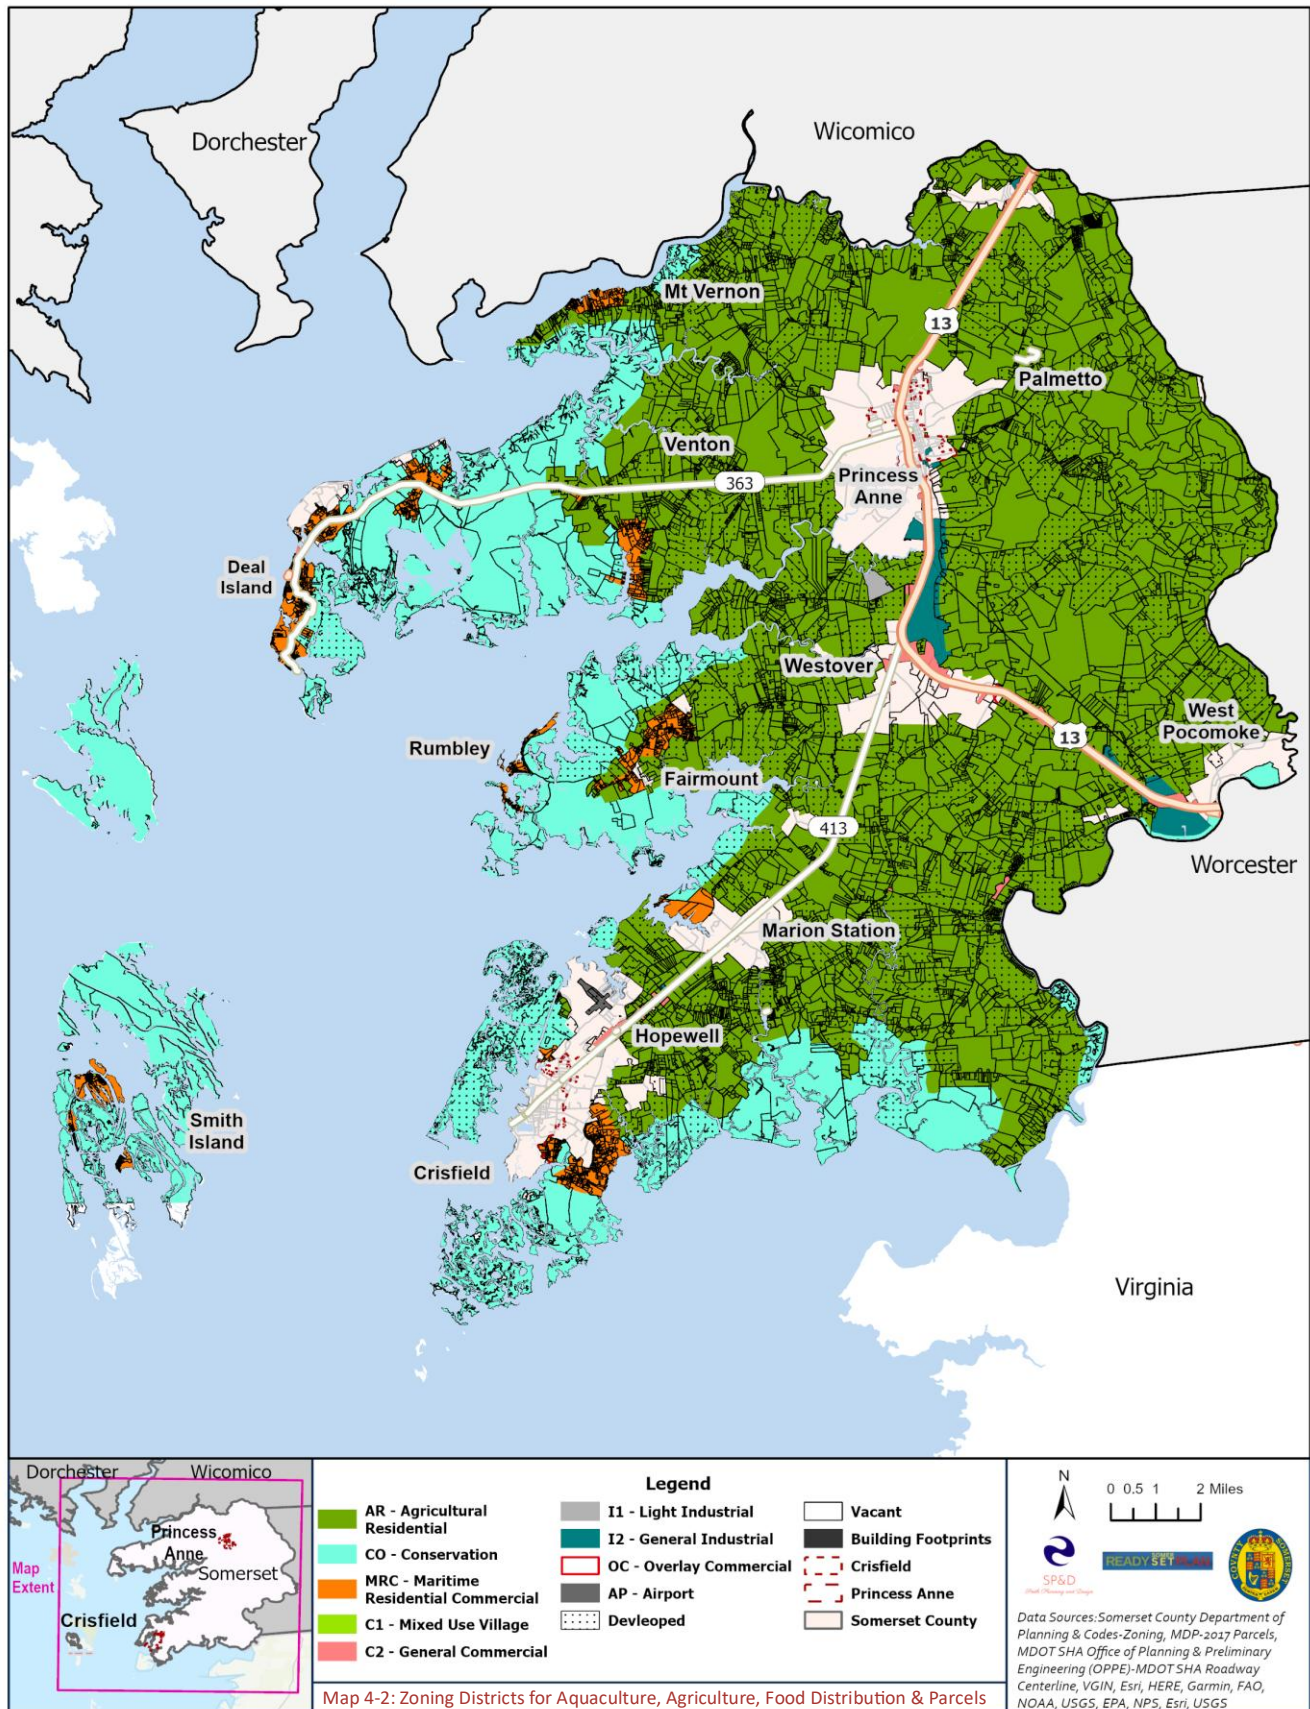 Dorchester
Wicomico
Mt Vernon
13
Palmetto
Venton
363
Princess
Anne
Deal
Island
Westover
West
Pocomoke
Rumbley
13
Fairmount
413
Worcester
Marion Station
Hopewell
Smith
Island
Crisfield
Virginia
Dorchester
Wicomico
Princess
Anne
Somerset
Map
Extent
Crisfield
Legend
AR - Agricultural
Residential
CO - Conservation
MRC - Maritime
Residential Commercial
C1 - Mixed Use Village
C2 - General Commercial
I1 - Light Industrial
I2 - General Industrial
OC - Overlay Commercial
AP - Airport
Devleoped
Vacant
Building Footprints
Crisfield
Princess Anne
Somerset County
Map 4-2: Zoning Districts for Aquaculture, Agriculture, Food Distribution & Parcels
N
0 0.5 1 2 Miles
SP&D
READY SET PLAN
COUNTY SOMERSET
Data Sources:Somerset County Department of
Planning & Codes-Zoning, MDP-2017 Parcels,
MDOT SHA Office of Planning & Preliminary
Engineering (OPPE)-MDOT SHA Roadway
Centerline, VGIN, Esri, HERE, Garmin, FAO,
NOAA, USGS, EPA, NPS, Esri, USGS